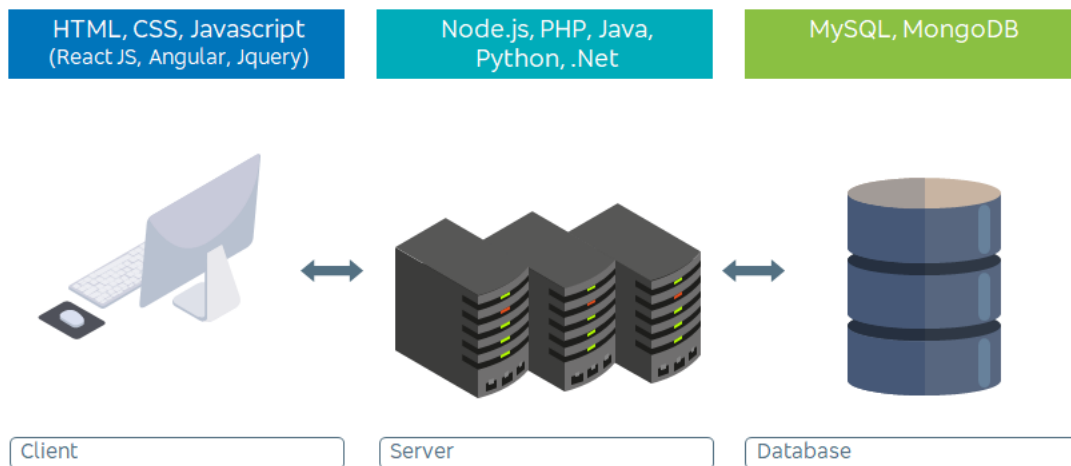 HTML, CSS, Javascript
(React JS, Angular, Jquery)
Node.js, PHP, Java,
Python, .Net
MySQL, MongoDB
Client
Server
Database